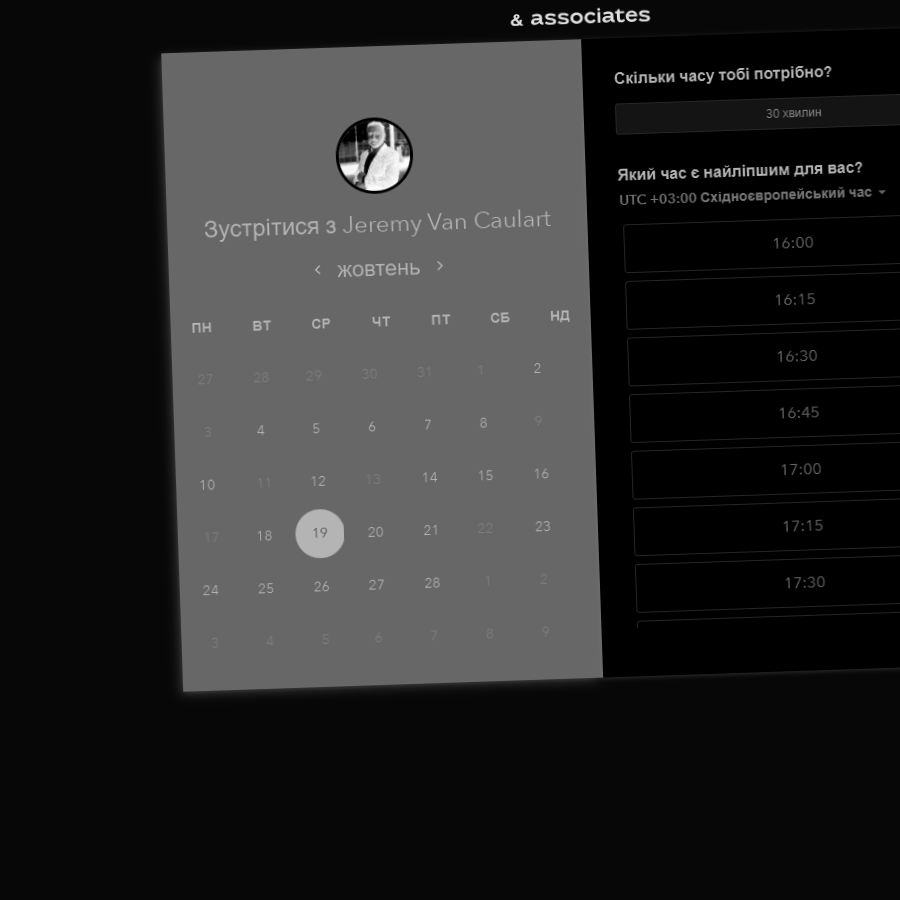 & associates
Зустрітися з Jeremy Van Caulart
жовтень
ПН ВТ СР ЧТ ПТ СБ НД
27 28 29 30 31 1 2
3 4 5 6 7 8 9
10 11 12 13 14 15 16
17 18 19 20 21 22 23
24 25 26 27 28 1 2
3 4 5 6 7 8 9
Скільки часу тобі потрібно?
30 хвилин
Який час є найліпшим для вас?
UTC +03:00 Східноєвропейський час
16:00
16:15
16:30
16:45
17:00
17:15
17:30